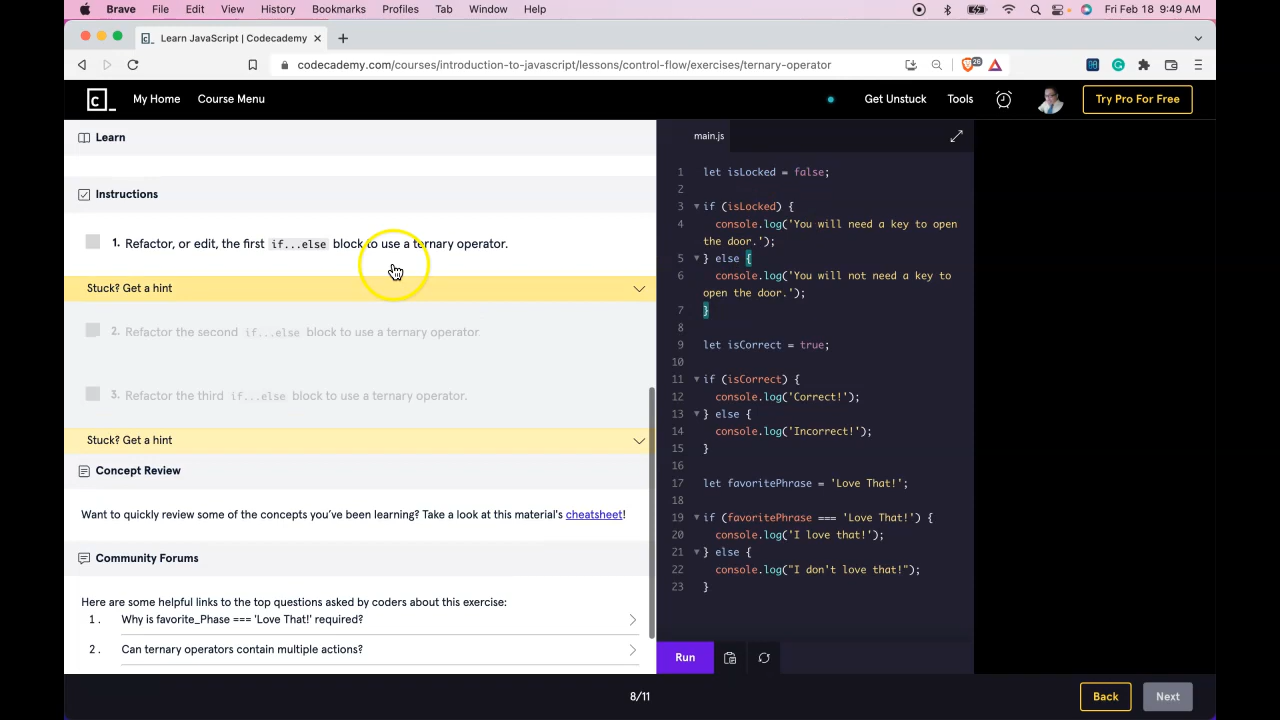 Brave File Edit View History Bookmarks Profiles Tab Window Help Fri Feb 18 9:49 AM
Learn JavaScript | Codecademy
codecademy.com/courses/introduction-to-javascript/lessons/control-flow/exercises/ternary-operator 26
My Home Course Menu Get Unstuck Tools Try Pro For Free
Learn
Instructions
1. Refactor, or edit, the first if...else block to use a ternary operator.
Stuck? Get a hint
2. Refactor the second if...else block to use a ternary operator.
3. Refactor the third if...else block to use a ternary operator.
Stuck? Get a hint
Concept Review
Want to quickly review some of the concepts you've been learning? Take a look at this material's cheatsheet!
Community Forums
Here are some helpful links to the top questions asked by coders about this exercise:
1. Why is favorite_Phase === 'Love That!' required?
2. Can ternary operators contain multiple actions?
main.js
1 let isLocked = false;
2
3 if (isLocked) {
4 console.log('You will need a key to open
the door.');
5 } else {
6 console.log('You will not need a key to
open the door.');
7 }
8
9 let isCorrect = true;
10
11 if (isCorrect) {
12 console.log('Correct!');
13 } else {
14 console.log('Incorrect!');
15 }
16
17 let favoritePhrase = 'Love That!';
18
19 if (favoritePhrase === 'Love That!') {
20 console.log('I love that!');
21 } else {
22 console.log("I don't love that!");
23 }
Run
8/11
Back Next